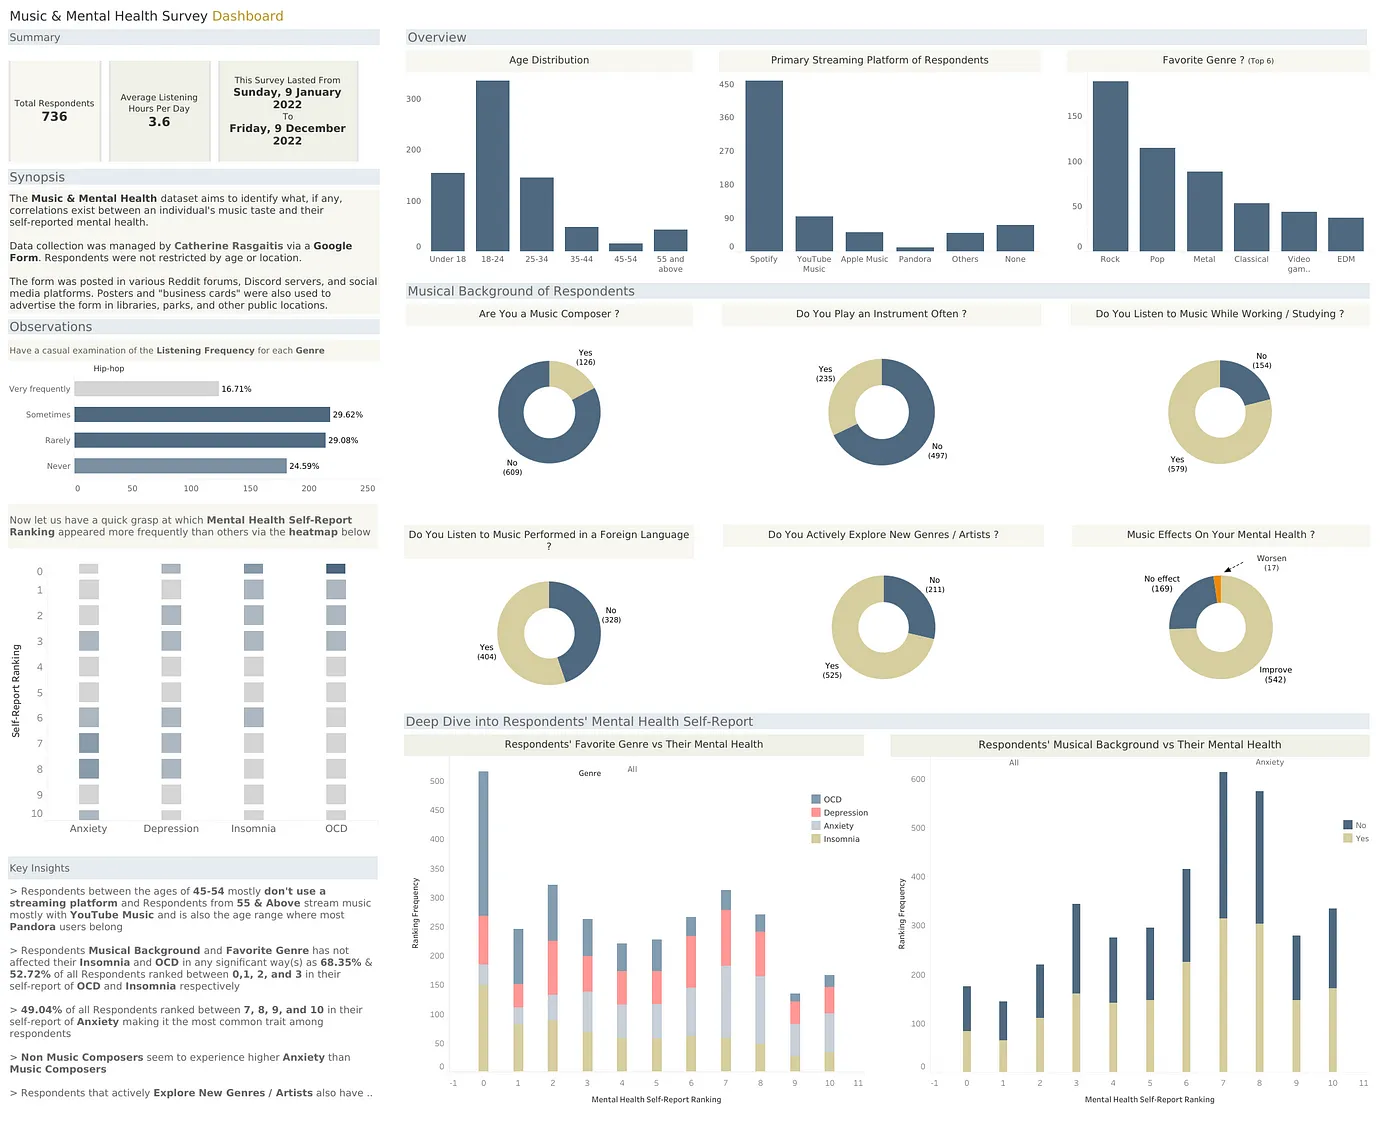 Music & Mental Health Survey Dashboard
Summary
Total Respondents
736
Average Listening
Hours Per Day
3.6
This Survey Lasted From
Sunday, 9 January
2022
To
Friday, 9 December
2022
Synopsis
The Music & Mental Health dataset aims to identify what, if any,
correlations exist between an individual's music taste and their
self-reported mental health.
Data collection was managed by Catherine Rasgaitis via a Google
Form. Respondents were not restricted by age or location.
The form was posted in various Reddit forums, Discord servers, and social
media platforms. Posters and "business cards" were also used to
advertise the form in libraries, parks, and other public locations.
Observations
Have a casual examination of the Listening Frequency for each Genre
Hip-hop
Very frequently 16.71%
Sometimes 29.62%
Rarely 29.08%
Never 24.59%
0 50 100 150 200 250
Now let us have a quick grasp at which Mental Health Self-Report
Ranking appeared more frequently than others via the heatmap below
Self-Report Ranking
0
1
2
3
4
5
6
7
8
9
10
Anxiety Depression Insomnia OCD
Key Insights
> Respondents between the ages of 45-54 mostly don't use a
streaming platform and Respondents from 55 & Above stream music
mostly with YouTube Music and is also the age range where most
Pandora users belong
> Respondents Musical Background and Favorite Genre has not
affected their Insomnia and OCD in any significant way(s) as 68.35% &
52.72% of all Respondents ranked between 0,1, 2, and 3 in their
self-report of OCD and Insomnia respectively
> 49.04% of all Respondents ranked between 7, 8, 9, and 10 in their
self-report of Anxiety making it the most common trait among
respondents
> Non Music Composers seem to experience higher Anxiety than
Music Composers
> Respondents that actively Explore New Genres / Artists also have ..
Overview
Age Distribution
300
200
100
0
Under 18 18-24 25-34 35-44 45-54 55 and
above
Primary Streaming Platform of Respondents
450
360
270
180
90
0
Spotify YouTube Apple Music Pandora Others None
Music
Favorite Genre ? (Top 6)
150
100
50
0
Rock Pop Metal Classical Video EDM
gam..
Musical Background of Respondents
Are You a Music Composer ?
Yes
(126)
No
(609)
Do You Play an Instrument Often ?
Yes
(235)
No
(497)
Do You Listen to Music While Working / Studying ?
No
(154)
Yes
(579)
Do You Listen to Music Performed in a Foreign Language
?
No
(328)
Yes
(404)
Do You Actively Explore New Genres / Artists ?
No
(211)
Yes
(525)
Music Effects On Your Mental Health ?
Worsen
(17)
No effect
(169)
Improve
(542)
Deep Dive into Respondents' Mental Health Self-Report
Respondents' Favorite Genre vs Their Mental Health
Genre All
OCD
Depression
Anxiety
Insomnia
Ranking Frequency
500
450
400
350
300
250
200
150
100
50
0
-1 0 1 2 3 4 5 6 7 8 9 10 11
Mental Health Self-Report Ranking
Respondents' Musical Background vs Their Mental Health
All Anxiety
No
Yes
Ranking Frequency
600
500
400
300
200
100
0
-1 0 1 2 3 4 5 6 7 8 9 10 11
Mental Health Self-Report Ranking